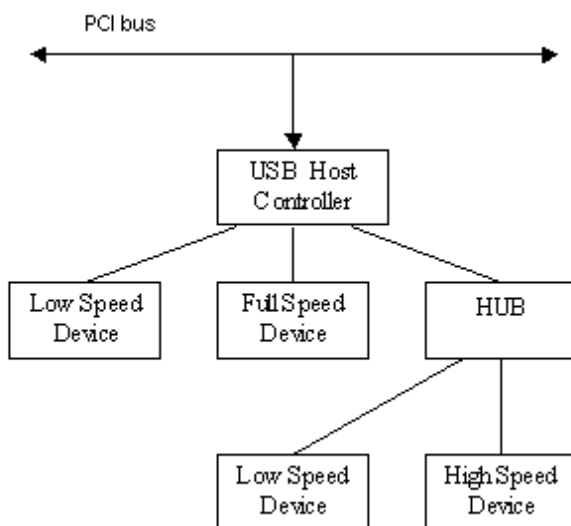 PCI bus
USB Host
Controller
Low Speed
Device
Full Speed
Device
HUB
Low Speed
Device
High Speed
Device